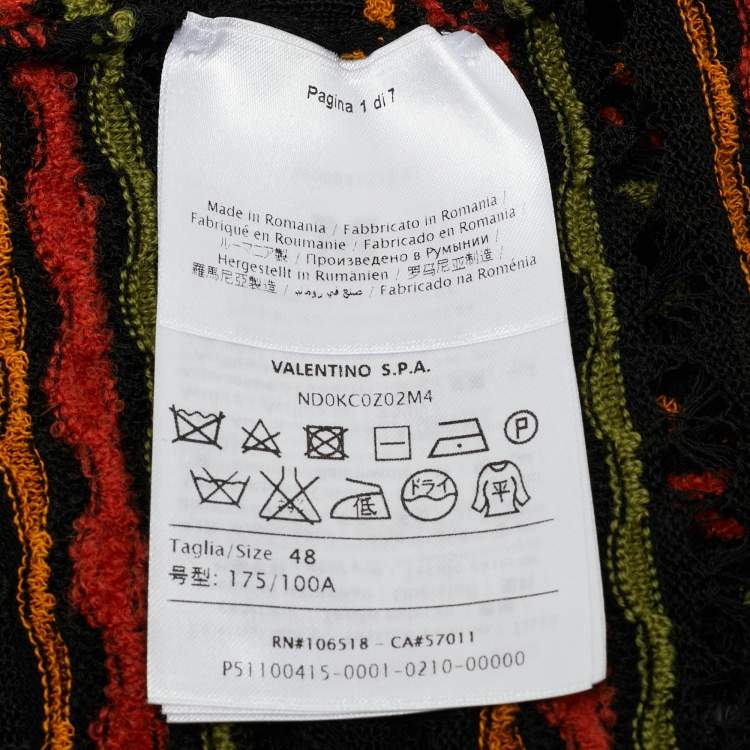 Pagina 1 di 7
Made in Romania / Fabbricato in Romania /
Fabriqué en Roumanie / Fabricado en Romania /
ルーマニア製 / Произведено в Румынии /
Hergestellt in Rumänien / 罗马尼亚制造 /
羅馬尼亞製造 / صنع في / Fabricado na Roménia
VALENTINO S.P.A.
ND0KC0Z02M4
P
低 ドライ 平
Taglia/Size 48
号型: 175/100A
RN#106518 - CA#57011
P51100415-0001-0210-00000